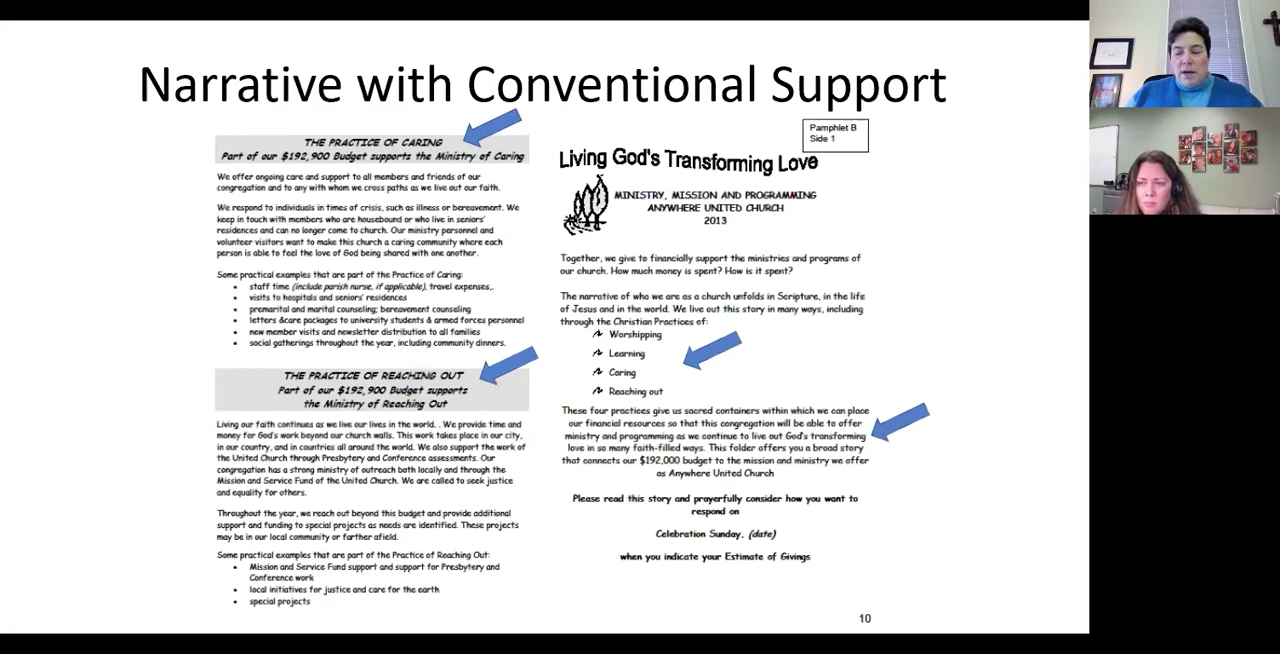 Narrative with Conventional Support
THE PRACTICE OF CARING
Part of our $192,900 Budget supports the Ministry of Caring
We offer ongoing care and support to all members and friends of our
congregation and to any with whom we cross paths as we live out our faith.
We respond to individuals in times of crisis, such as illness or bereavement. We
keep in touch with members who are housebound or who live in seniors'
residences and can no longer come to church. Our ministry personnel and
volunteer visitors want to make this church a caring community where each
person is able to feel the love of God being shared with one another.
Some practical examples that are part of the Practice of Caring:
• staff time (include parish nurse, if applicable), travel expenses,.
• visits to hospitals and seniors' residences
• premarital and marital counseling; bereavement counseling
• letters &care packages to university students & armed forces personnel
• new member visits and newsletter distribution to all families
• social gatherings throughout the year, including community dinners.
THE PRACTICE OF REACHING OUT
Part of our $192,900 Budget supports
the Ministry of Reaching Out
Living our faith continues as we live our lives in the world. . We provide time and
money for God's work beyond our church walls. This work takes place in our city,
in our country, and in countries all around the world. We also support the work of
the United Church through Presbytery and Conference assessments. Our
congregation has a strong ministry of outreach both locally and through the
Mission and Service Fund of the United Church. We are called to seek justice
and equality for others.
Throughout the year, we reach out beyond this budget and provide additional
support and funding to special projects as needs are identified. These projects
may be in our local community or farther afield.
Some practical examples that are part of the Practice of Reaching Out:
• Mission and Service Fund support and support for Presbytery and
Conference work
• local initiatives for justice and care for the earth
• special projects
Pamphlet B
Side 1
Living God's Transforming Love
MINISTRY, MISSION AND PROGRAMMING
ANYWHERE UNITED CHURCH
2013
Together, we give to financially support the ministries and programs of
our church. How much money is spent? How is it spent?
The narrative of who we are as a church unfolds in Scripture, in the life
of Jesus and in the world. We live out this story in many ways, including
through the Christian Practices of:
Worshipping
Learning
Caring
Reaching out
These four practices give us sacred containers within which we can place
our financial resources so that this congregation will be able to offer
ministry and programming as we continue to live out God's transforming
love in so many faith-filled ways. This folder offers you a broad story
that connects our $192,000 budget to the mission and ministry we offer
as Anywhere United Church
Please read this story and prayerfully consider how you want to
respond on
Celebration Sunday, (date)
when you indicate your Estimate of Givings
10